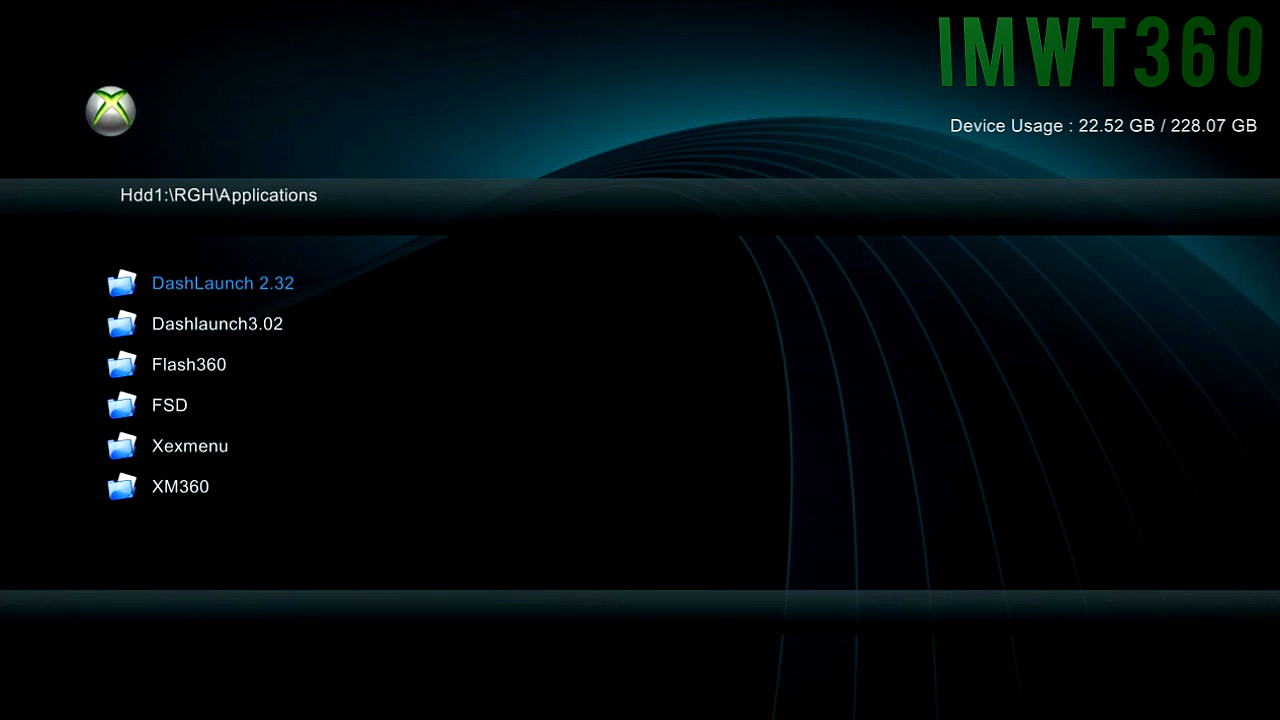 IMWT360
Device Usage : 22.52 GB / 228.07 GB
Hdd1:\RGH\Applications
DashLaunch 2.32
Dashlaunch3.02
Flash360
FSD
Xexmenu
XM360